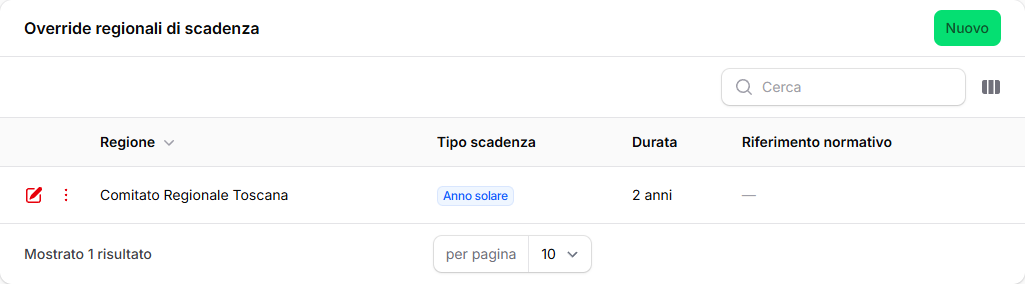 Override regionali di scadenza
Nuovo
Cerca
Regione Tipo scadenza Durata Riferimento normativo
Comitato Regionale Toscana Anno solare 2 anni —
Mostrato 1 risultato per pagina 10